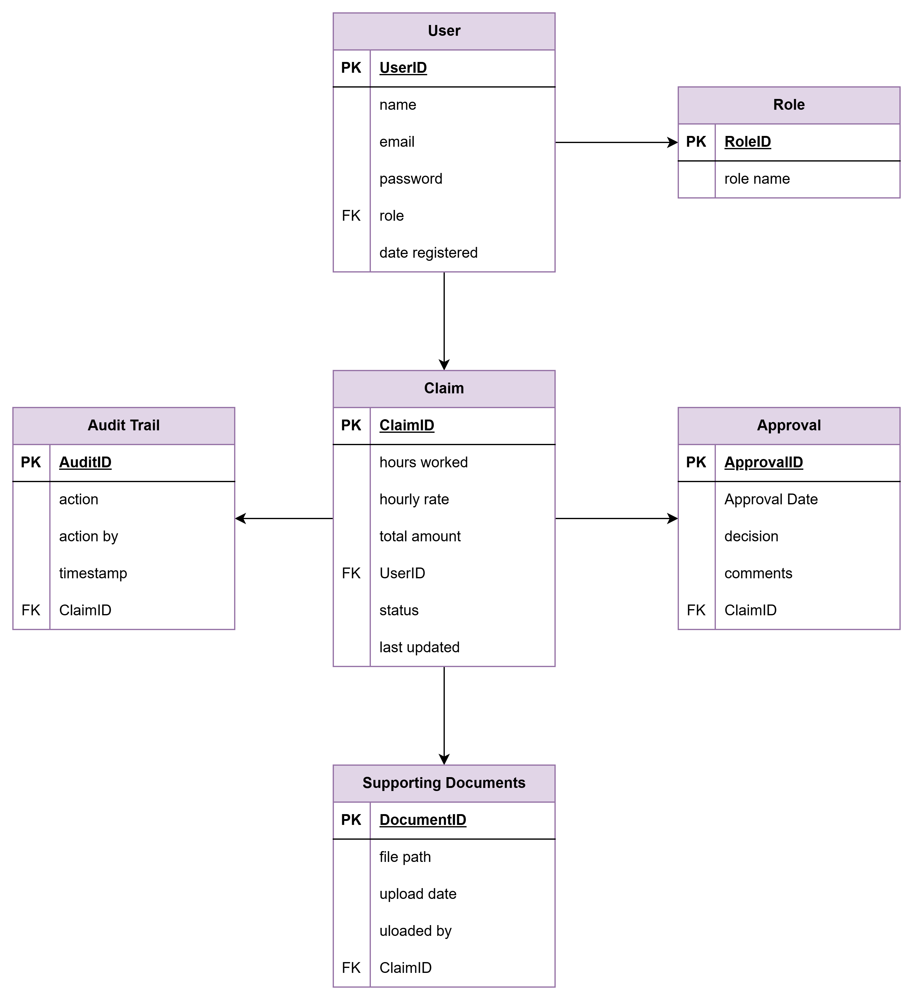 User
PK UserID
name
email
password
FK role
date registered
Role
PK RoleID
role name
Claim
PK ClaimID
hours worked
hourly rate
total amount
FK UserID
status
last updated
Audit Trail
PK AuditID
action
action by
timestamp
FK ClaimID
Approval
PK ApprovalID
Approval Date
decision
comments
FK ClaimID
Supporting Documents
PK DocumentID
file path
upload date
uloaded by
FK ClaimID